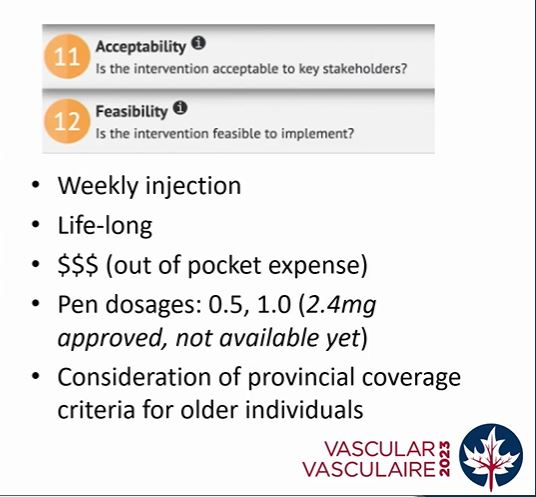 11
Acceptability i
Is the intervention acceptable to key stakeholders?
12
Feasibility i
Is the intervention feasible to implement?
• Weekly injection
• Life-long
• $$$ (out of pocket expense)
• Pen dosages: 0.5, 1.0 (2.4mg
approved, not available yet)
• Consideration of provincial coverage
criteria for older individuals
VASCULAR
VASCULAIRE
2023